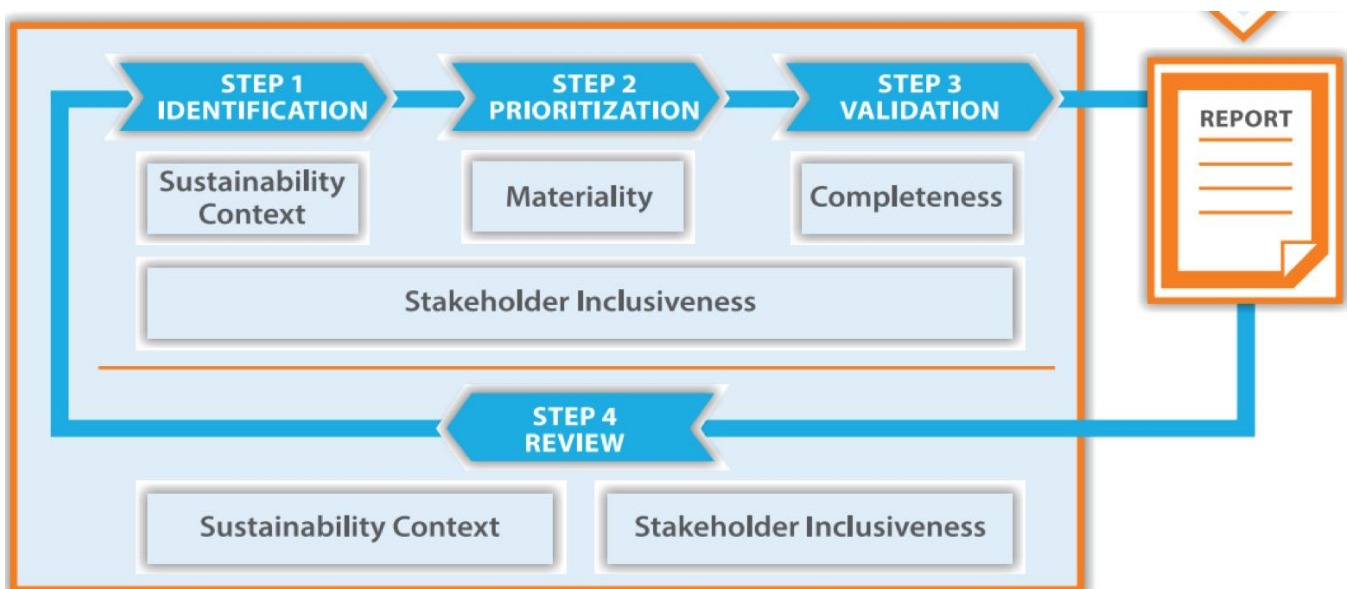 STEP 1
IDENTIFICATION
STEP 2
PRIORITIZATION
STEP 3
VALIDATION
REPORT
Sustainability
Context
Materiality
Completeness
Stakeholder Inclusiveness
STEP 4
REVIEW
Sustainability Context
Stakeholder Inclusiveness